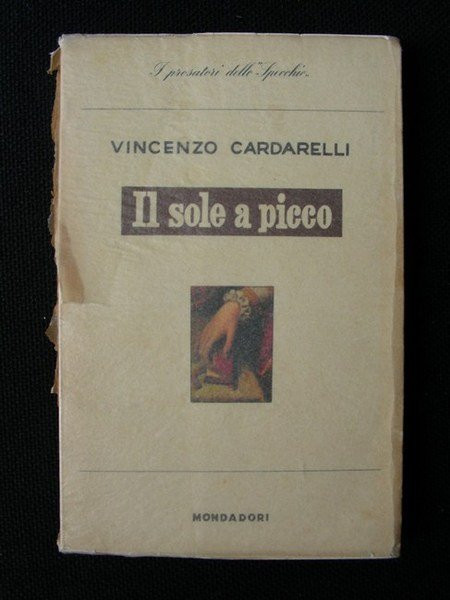 I prosatori dello "Specchio"
VINCENZO CARDARELLI
Il sole a picco
MONDADORI